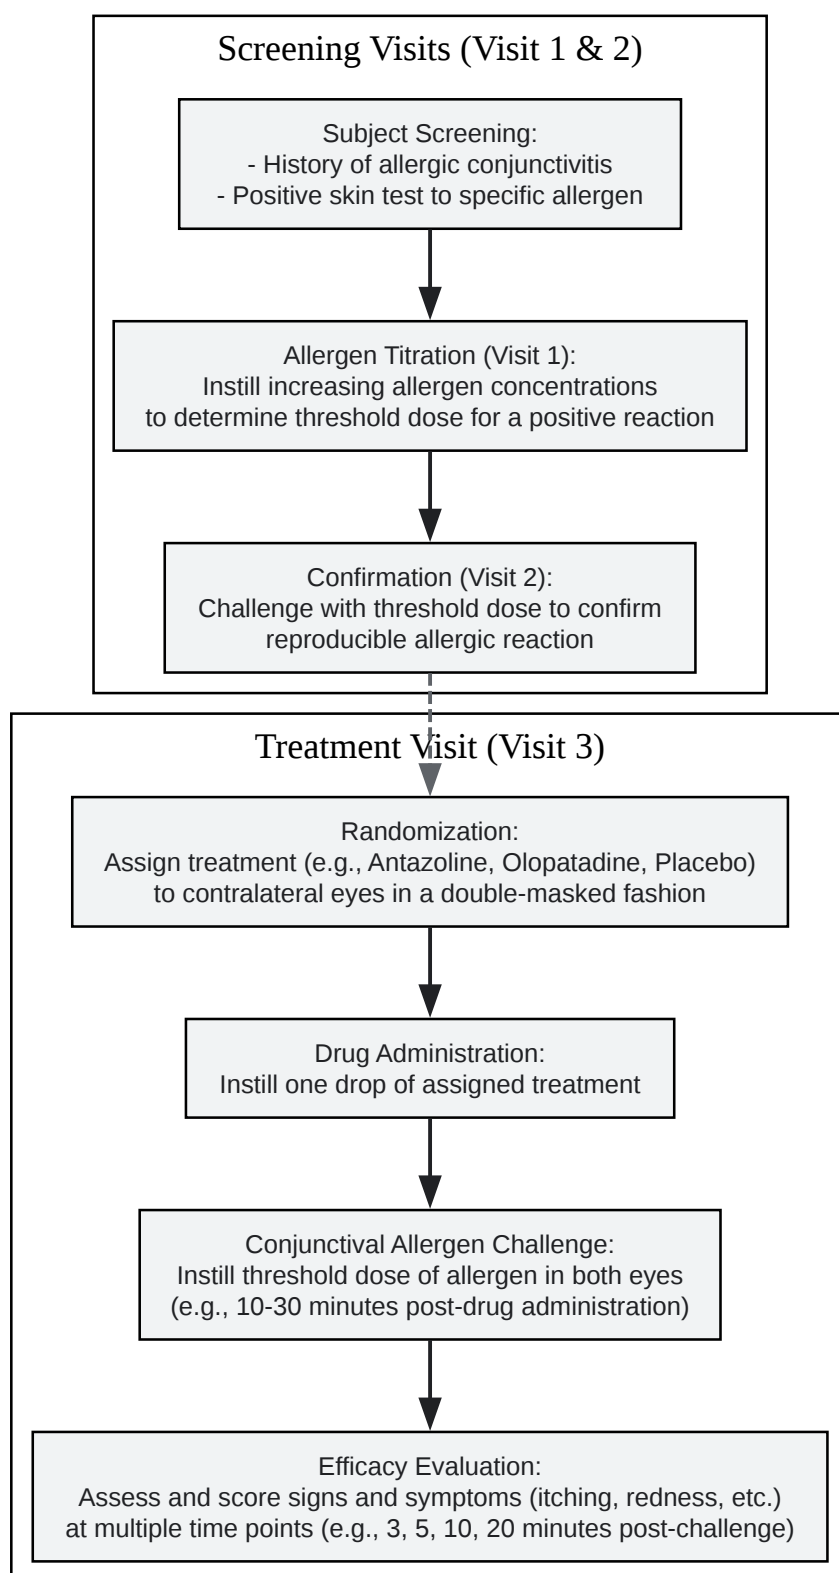 Screening Visits (Visit 1 & 2)
Subject Screening:
- History of allergic conjunctivitis
- Positive skin test to specific allergen
Allergen Titration (Visit 1):
Instill increasing allergen concentrations
to determine threshold dose for a positive reaction
Confirmation (Visit 2):
Challenge with threshold dose to confirm
reproducible allergic reaction
Treatment Visit (Visit 3)
Randomization:
Assign treatment (e.g., Antazoline, Olopatadine, Placebo)
to contralateral eyes in a double-masked fashion
Drug Administration:
Instill one drop of assigned treatment
Conjunctival Allergen Challenge:
Instill threshold dose of allergen in both eyes
(e.g., 10-30 minutes post-drug administration)
Efficacy Evaluation:
Assess and score signs and symptoms (itching, redness, etc.)
at multiple time points (e.g., 3, 5, 10, 20 minutes post-challenge)